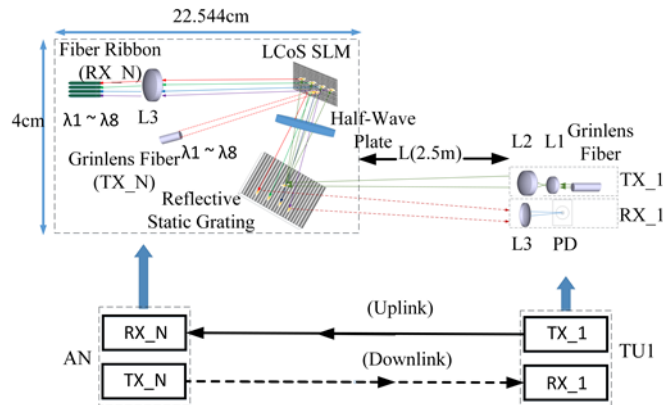 22.544cm
4cm
Fiber Ribbon
(RX_N)
LCoS SLM
λ1 ~ λ8
L3
Grinlens Fiber
(TX_N)
λ1 ~ λ8
Half-Wave
Plate
Reflective
Static Grating
L(2.5m)
L2
L1
Grinlens
Fiber
TX_1
RX_1
L3
PD
AN
RX_N
TX_N
(Uplink)
(Downlink)
TX_1
RX_1
TU1